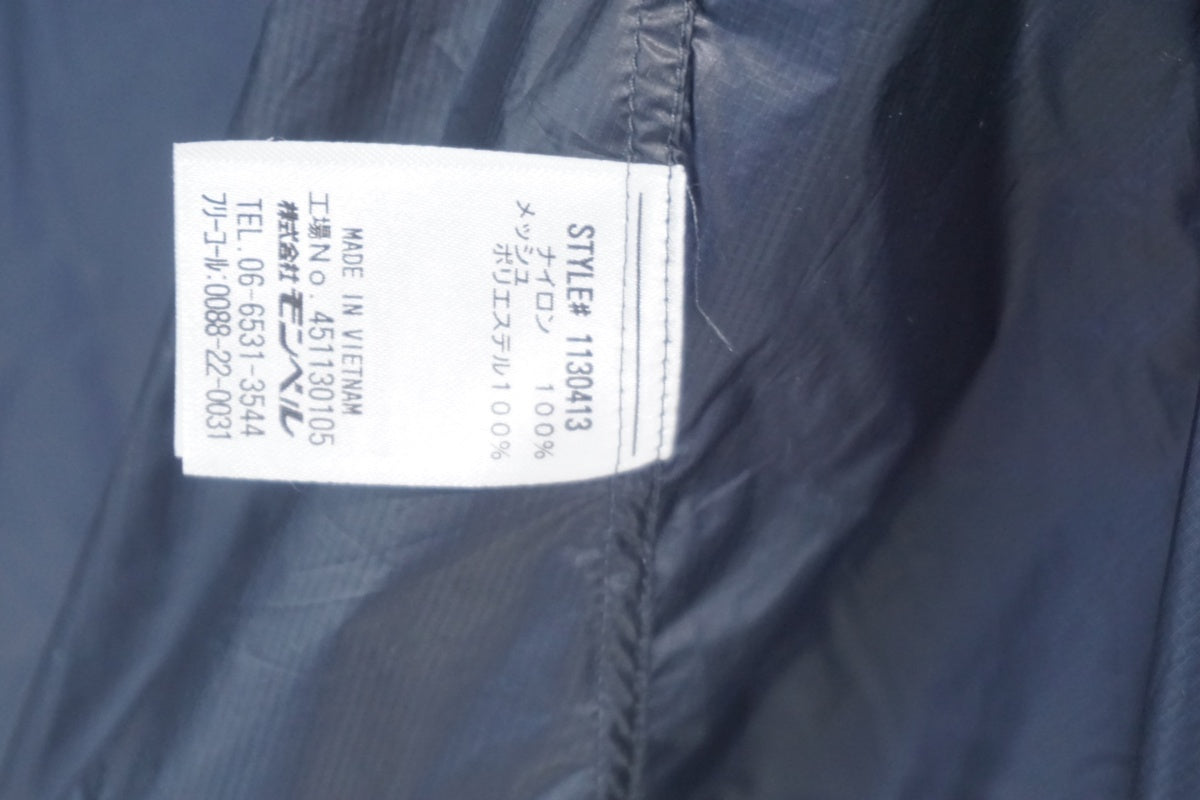 STYLE# 1130413
ナイロン 100%
メッシュ
ポリエステル100%
MADE IN VIETNAM
工場No.4511130105
株式会社モンベル
TEL.06-6531-3544
フリーコール:0088-22-0031